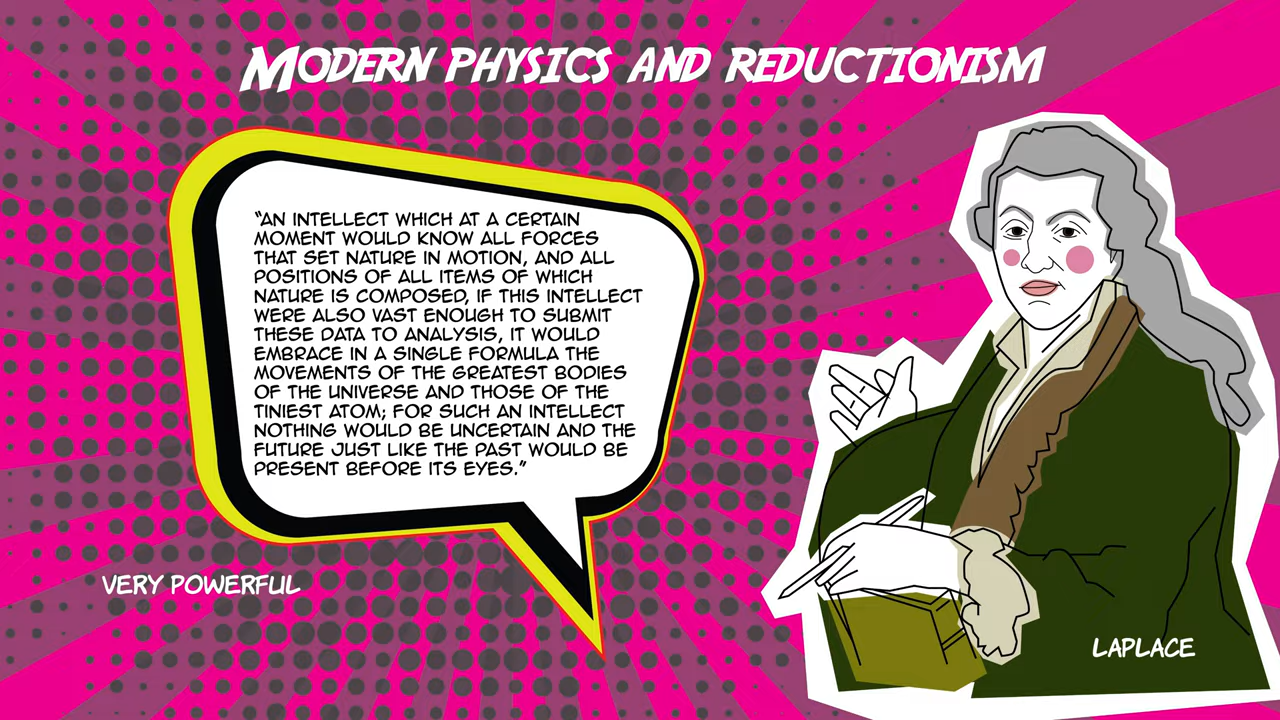 MODERN PHYSICS AND REDUCTIONISM
“AN INTELLECT WHICH AT A CERTAIN
MOMENT WOULD KNOW ALL FORCES
THAT SET NATURE IN MOTION, AND ALL
POSITIONS OF ALL ITEMS OF WHICH
NATURE IS COMPOSED, IF THIS INTELLECT
WERE ALSO VAST ENOUGH TO SUBMIT
THESE DATA TO ANALYSIS, IT WOULD
EMBRACE IN A SINGLE FORMULA THE
MOVEMENTS OF THE GREATEST BODIES
OF THE UNIVERSE AND THOSE OF THE
TINIEST ATOM; FOR SUCH AN INTELLECT
NOTHING WOULD BE UNCERTAIN AND THE
FUTURE JUST LIKE THE PAST WOULD BE
PRESENT BEFORE ITS EYES.”
VERY POWERFUL
LAPLACE